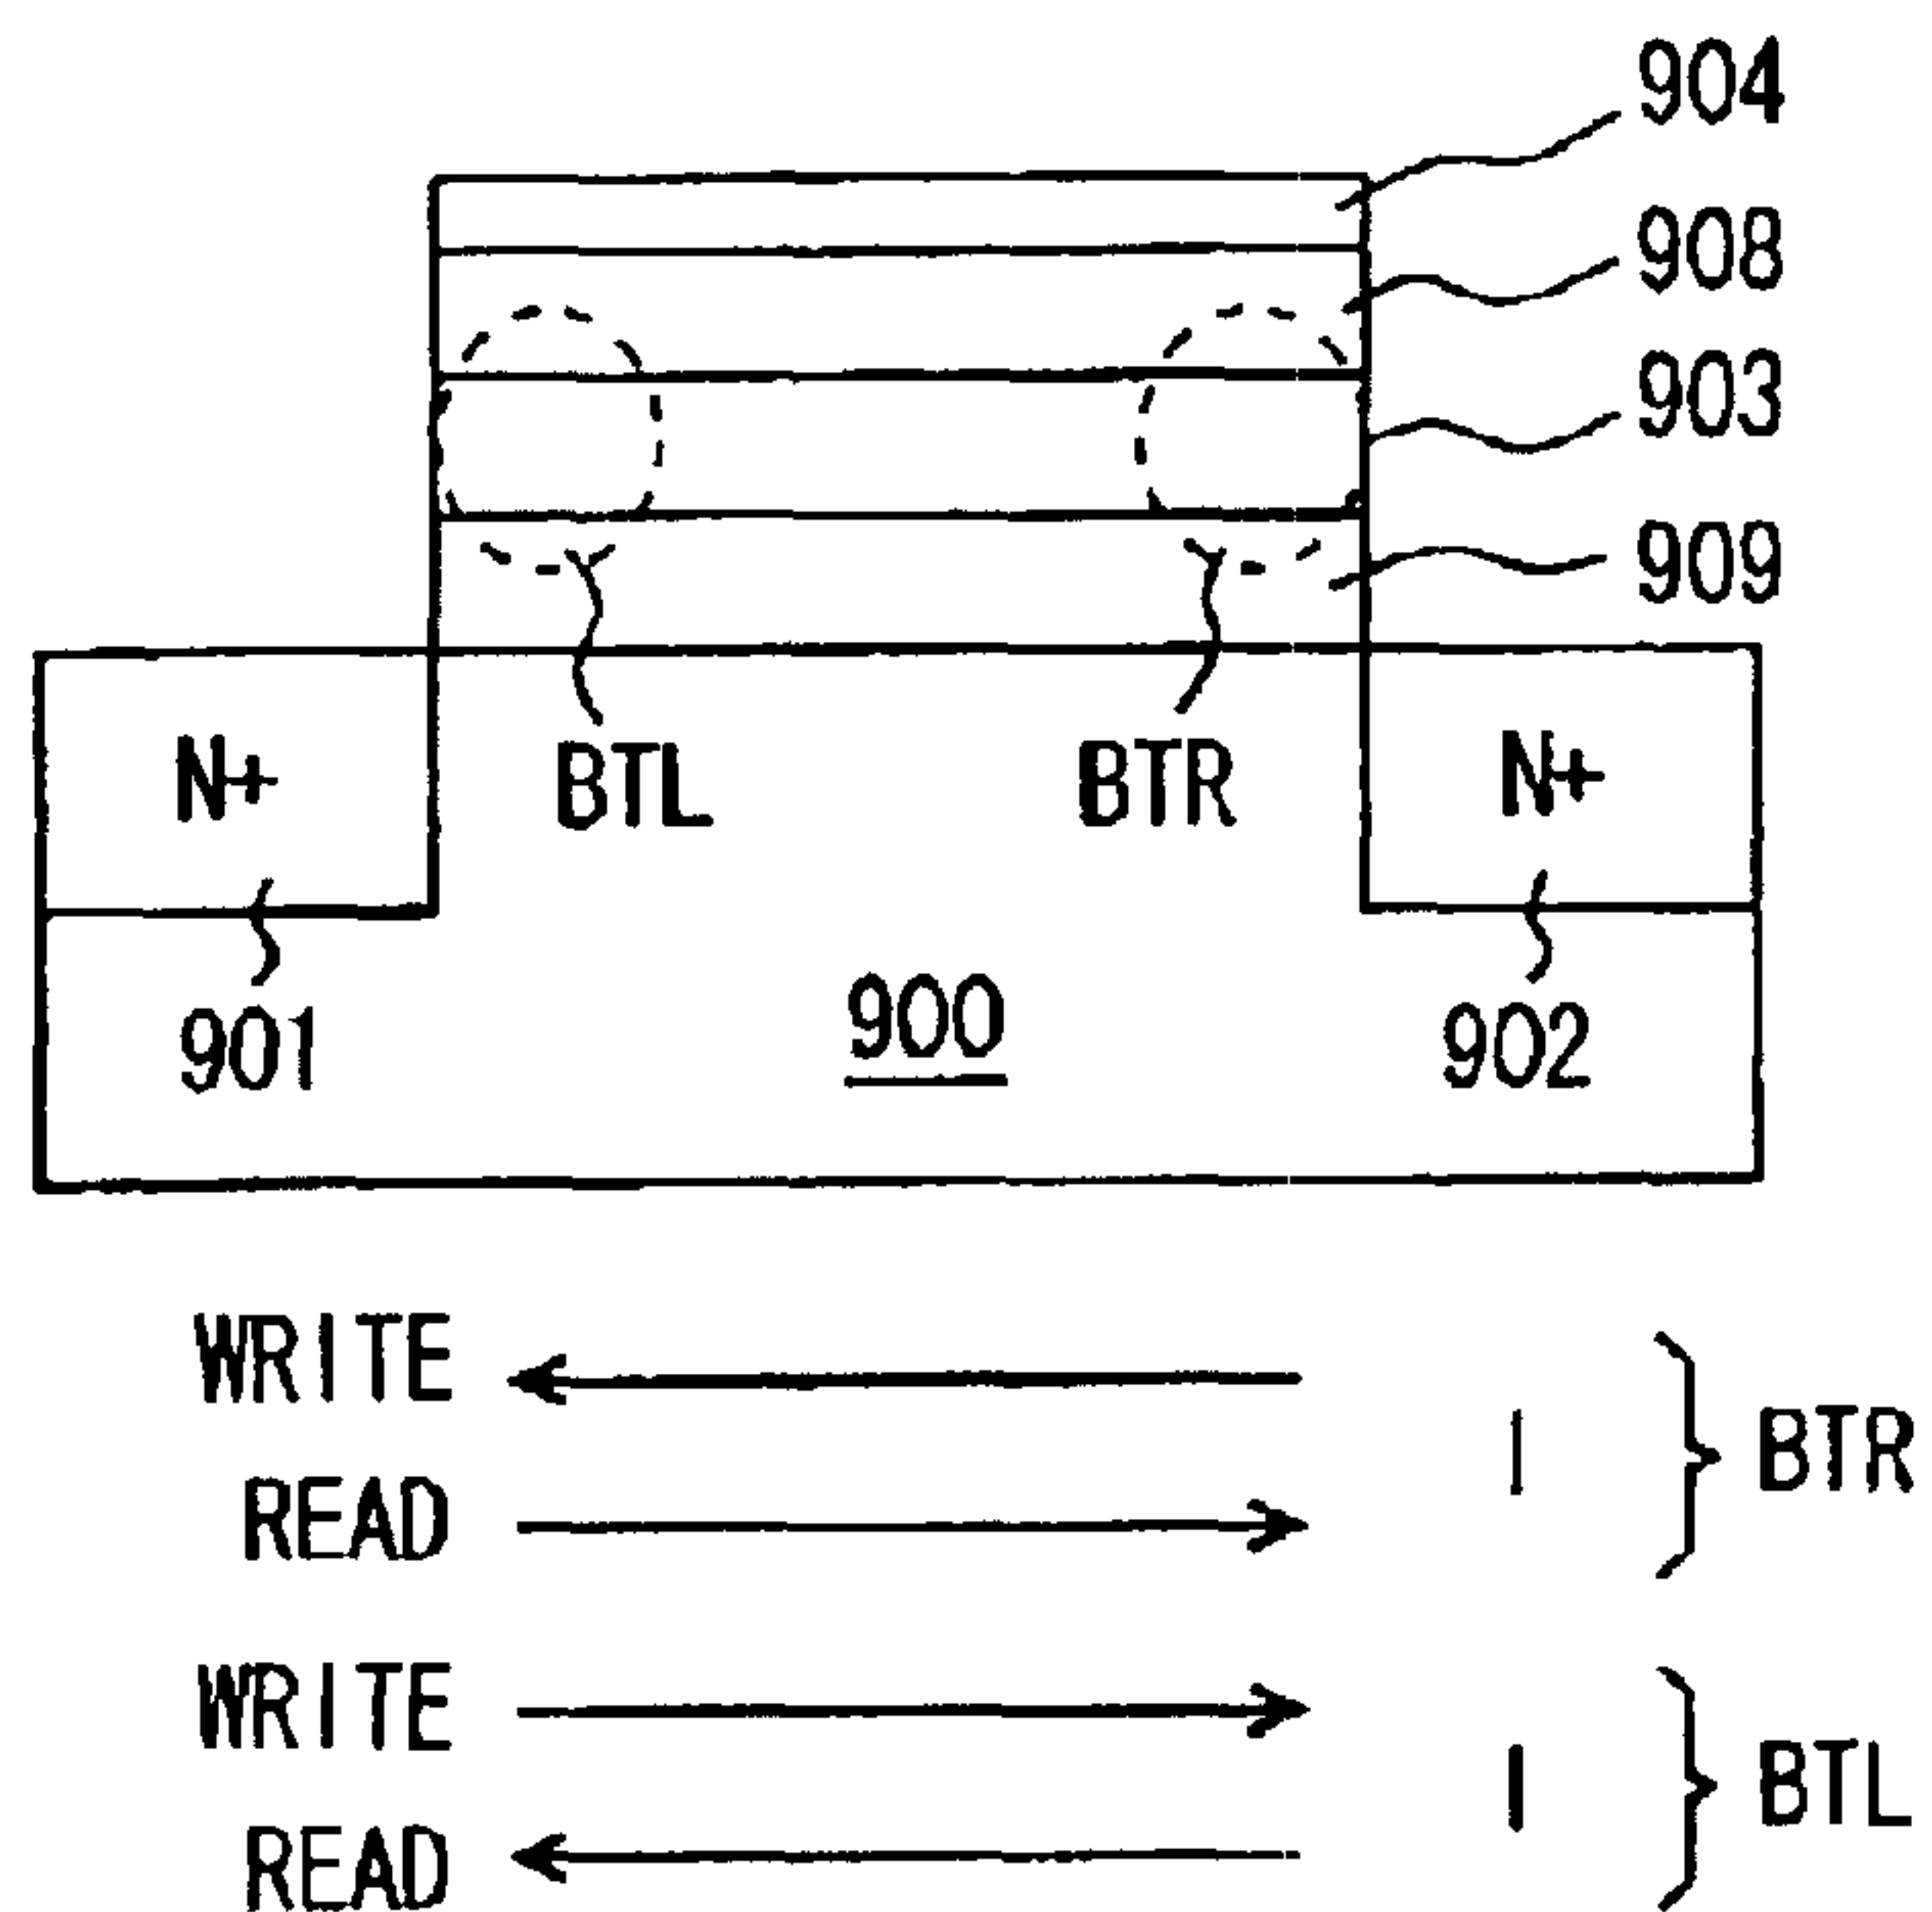 904
908
903
909
N+ BTL BTR N+
901 900 902
WRITE
I BTR
READ
WRITE
I BTL
READ